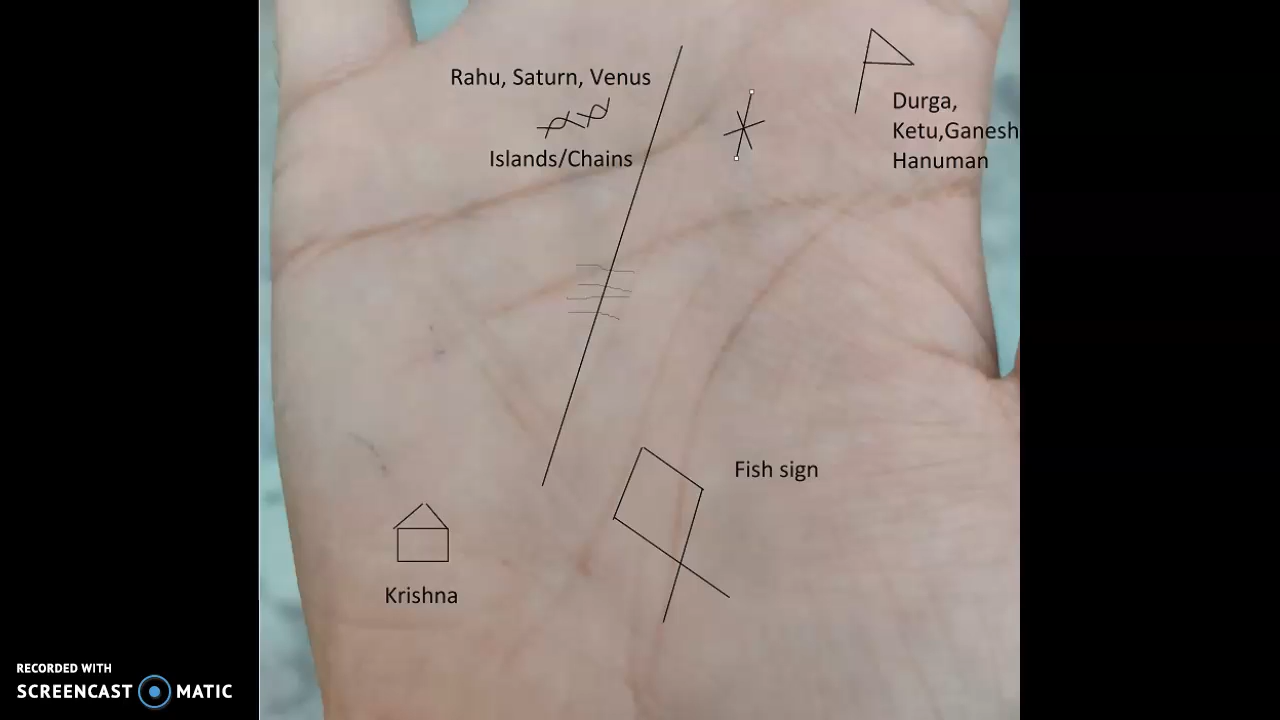 Rahu, Saturn, Venus
Islands/Chains
Durga,
Ketu,Ganesh
Hanuman
Fish sign
Krishna
RECORDED WITH
SCREENCAST MATIC